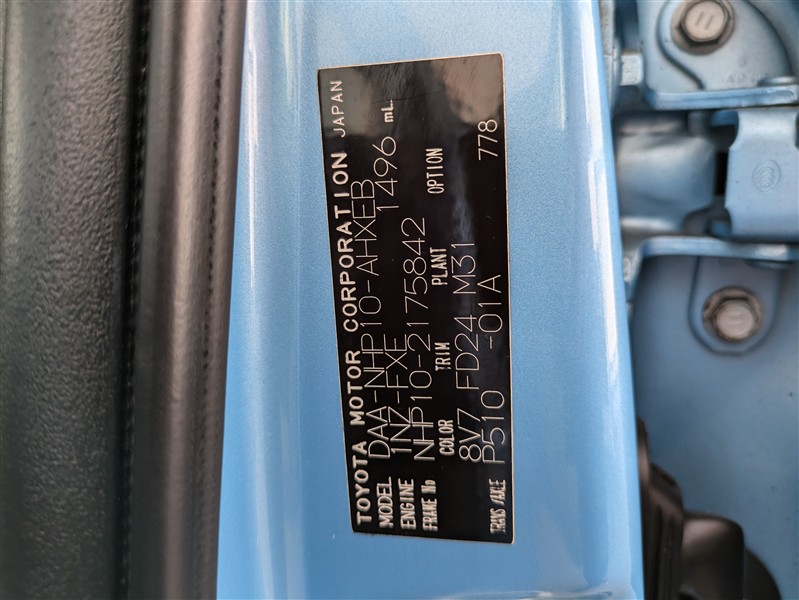 TOYOTA MOTOR CORPORATION JAPAN
MODEL DAA-NHP10-AHXEB
ENGINE 1NZ-FXE 1496 mL.
FRAME No NHP10-2175842
COLOR TRIM PLANT OPTION
8V7 FD24 M31
TRANS/AXLE P510 -01A 778